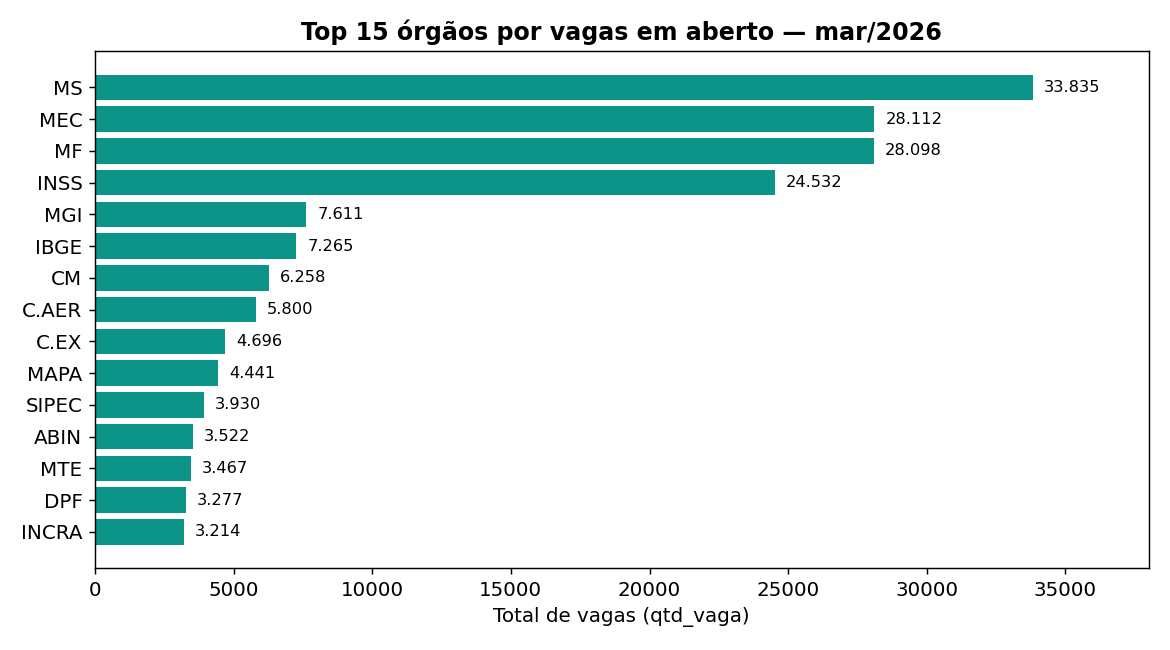 Top 15 órgãos por vagas em aberto — mar/2026
MS 33.835
MEC 28.112
MF 28.098
INSS 24.532
MGI 7.611
IBGE 7.265
CM 6.258
C.AER 5.800
C.EX 4.696
MAPA 4.441
SIPEC 3.930
ABIN 3.522
MTE 3.467
DPF 3.277
INCRA 3.214
0 5000 10000 15000 20000 25000 30000 35000
Total de vagas (qtd_vaga)